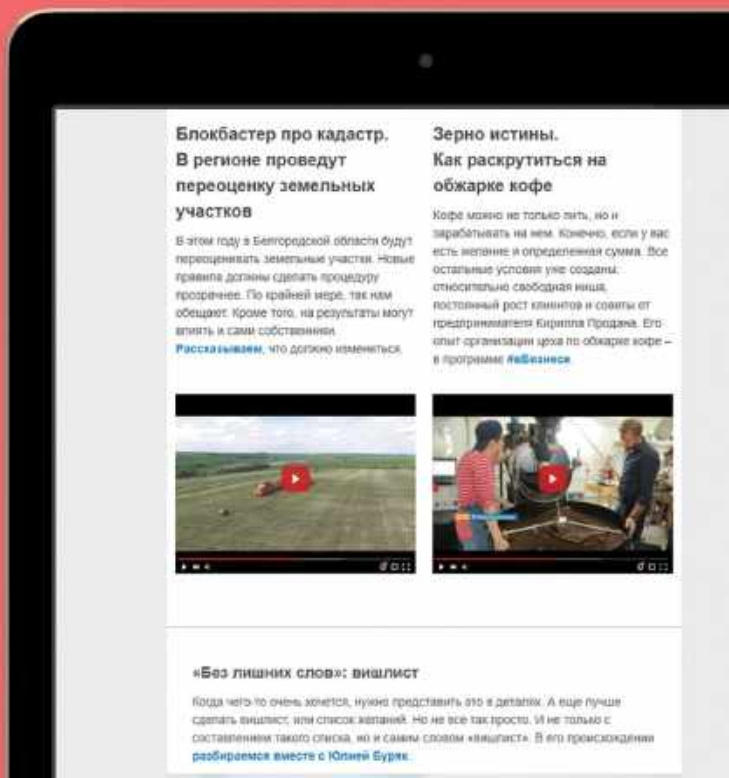 Блокбастер про кадастр.
В регионе проведут
переоценку земельных
участков
В этом году в Белгородской области будут
переоценивать земельные участки. Новые
правила должны сделать процедуру
прозрачнее. По крайней мере, так нам
обещают. Кроме того, на результаты могут
влиять и сами собственники.
Рассказываем, что должно измениться.
Зерно истины.
Как раскрутиться на
обжарке кофе
Кофе можно не только пить, но и
зарабатывать на нем. Конечно, если у вас
есть желание и определенная сумма. Все
остальные условия уже созданы:
относительно свободная ниша,
постоянный рост клиентов и советы от
предпринимателя Кирилла Продана. Его
опыт организации цеха по обжарке кофе –
в программе #вБизнесе.
«Без лишних слов»: вишлист
Когда чего-то очень хочется, нужно представить это в деталях. А еще лучше
сделать вишлист, или список желаний. Но не все так просто. И не только с
составлением такого списка, но и самим словом «вишлист». В его происхождении
разбираемся вместе с Юлией Буряк.